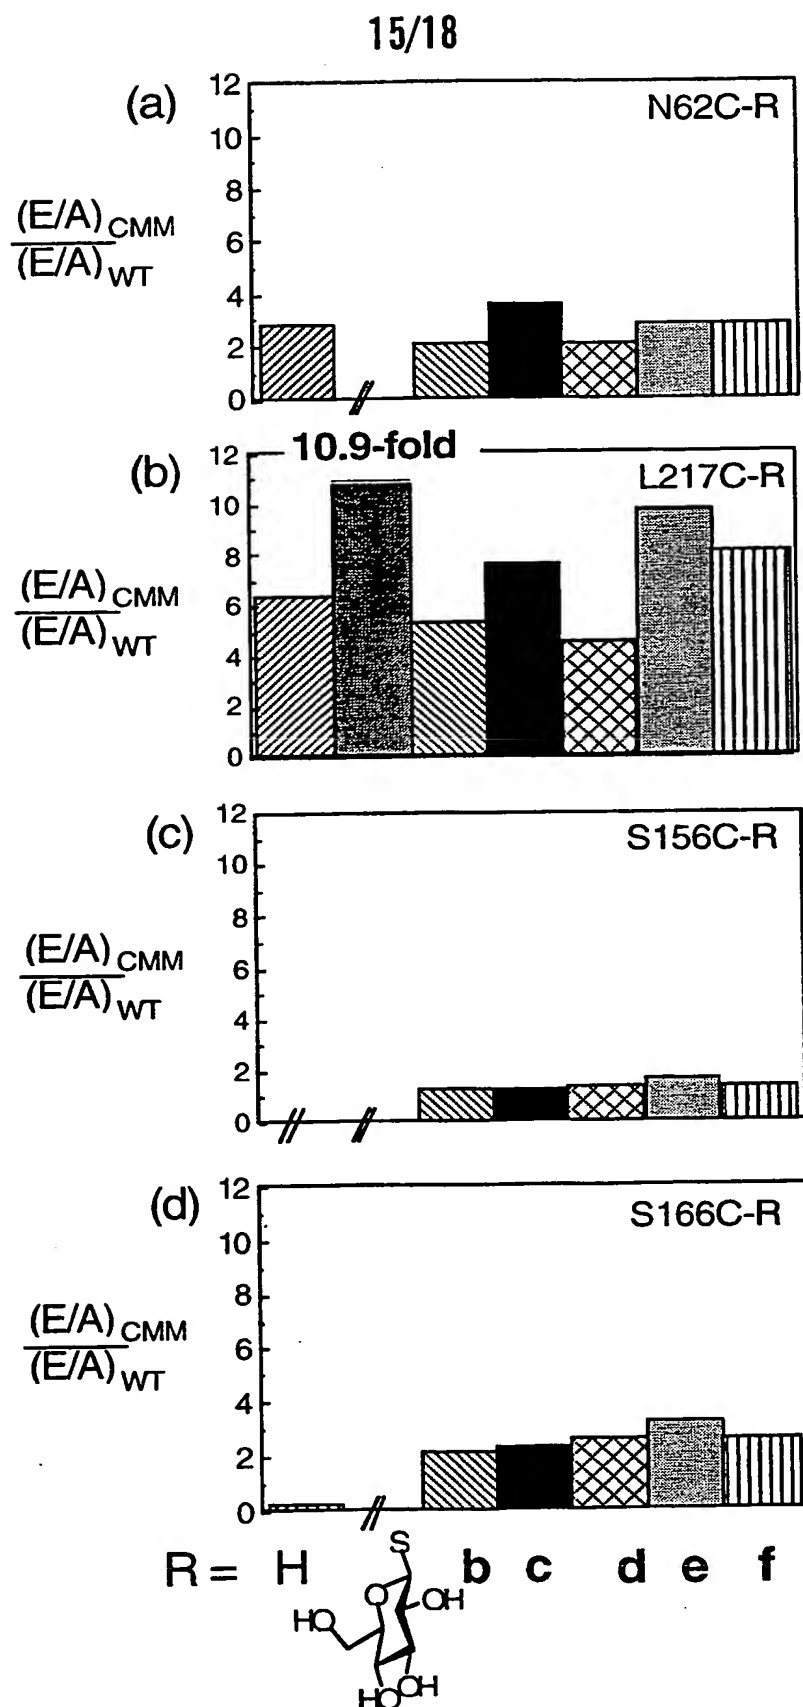 15/18
(a)
N62C-R
12
10
8
6
4
2
0
(E/A)CMM
(E/A)WT
(b)
10.9-fold
L217C-R
12
10
8
6
4
2
0
(E/A)CMM
(E/A)WT
(c)
S156C-R
12
10
8
6
4
2
0
(E/A)CMM
(E/A)WT
(d)
S166C-R
12
10
8
6
4
2
0
(E/A)CMM
(E/A)WT
R = H b c d e f
S
O
OH
HO
HO OH